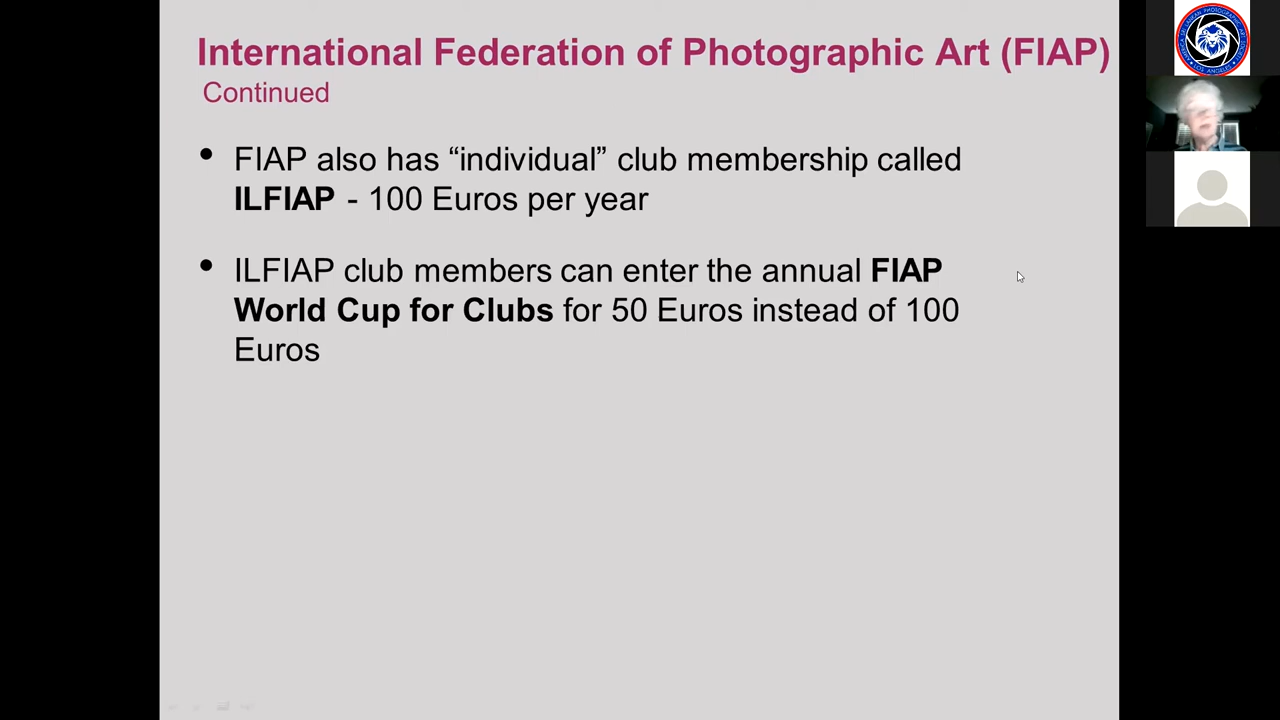 International Federation of Photographic Art (FIAP)
Continued
• FIAP also has “individual” club membership called
ILFIAP - 100 Euros per year
• ILFIAP club members can enter the annual FIAP
World Cup for Clubs for 50 Euros instead of 100
Euros
LOS ANGELES